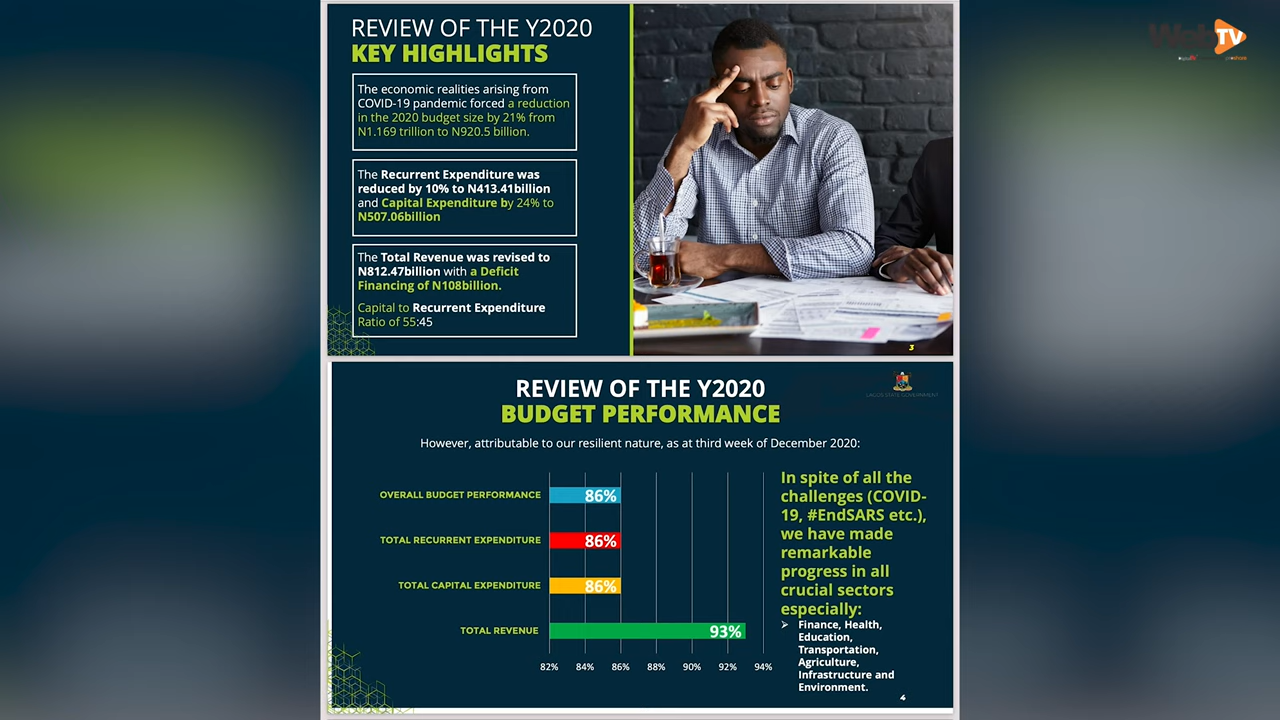 WebTV
REVIEW OF THE Y2020
KEY HIGHLIGHTS
The economic realities arising from
COVID-19 pandemic forced a reduction
in the 2020 budget size by 21% from
N1.169 trillion to N920.5 billion.
The Recurrent Expenditure was
reduced by 10% to N413.41billion
and Capital Expenditure by 24% to
N507.06billion
The Total Revenue was revised to
N812.47billion with a Deficit
Financing of N108billion.
Capital to Recurrent Expenditure
Ratio of 55:45
3
REVIEW OF THE Y2020
BUDGET PERFORMANCE
LAGOS STATE GOVERNMENT
However, attributable to our resilient nature, as at third week of December 2020:
OVERALL BUDGET PERFORMANCE 86%
TOTAL RECURRENT EXPENDITURE 86%
TOTAL CAPITAL EXPENDITURE 86%
TOTAL REVENUE 93%
82% 84% 86% 88% 90% 92% 94%
In spite of all the
challenges (COVID-
19, #EndSARS etc.),
we have made
remarkable
progress in all
crucial sectors
especially:
Finance, Health,
Education,
Transportation,
Agriculture,
Infrastructure and
Environment.
4